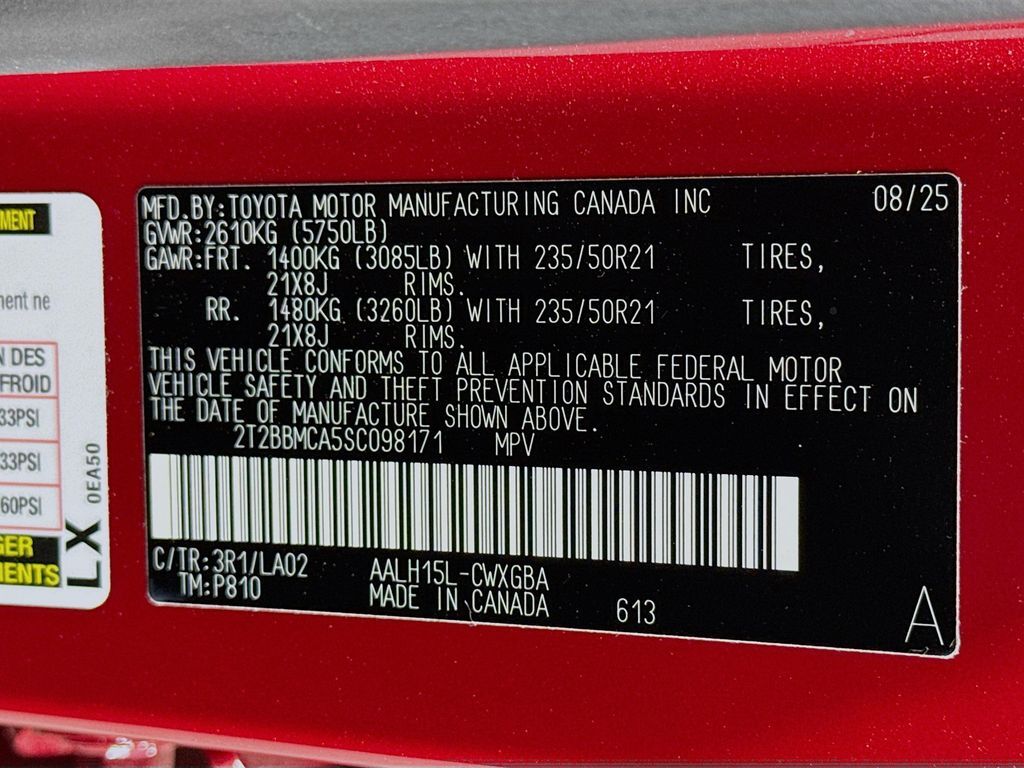 MENT
ment ne
N DES
FROID
33PSI
33PSI
60PSI
GER
MENTS
LX 0EA50
MFD.BY:TOYOTA MOTOR MANUFACTURING CANADA INC 08/25
GVWR:2610KG (5750LB)
GAWR:FRT. 1400KG (3085LB) WITH 235/50R21 TIRES,
21X8J RIMS.
RR. 1480KG (3260LB) WITH 235/50R21 TIRES,
21X8J RIMS.
THIS VEHICLE CONFORMS TO ALL APPLICABLE FEDERAL MOTOR
VEHICLE SAFETY AND THEFT PREVENTION STANDARDS IN EFFECT ON
THE DATE OF MANUFACTURE SHOWN ABOVE.
2T2BBMCA5SC098171 MPV
C/TR:3R1/LA02 AALH15L-CWXGBA
TM:P810 MADE IN CANADA 613 A